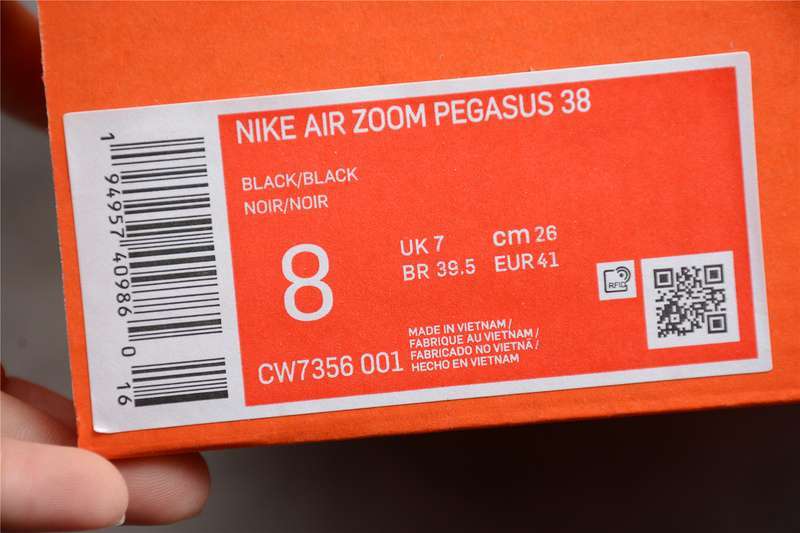 NIKE AIR ZOOM PEGASUS 38
BLACK/BLACK
NOIR/NOIR
8
UK 7 cm 26
BR 39.5 EUR 41
CW7356 001
MADE IN VIETNAM /
FABRIQUE AU VIETNAM /
FABRICADO NO VIETNÃ /
HECHO EN VIETNAM
RFID
1 94957 40986 0 16